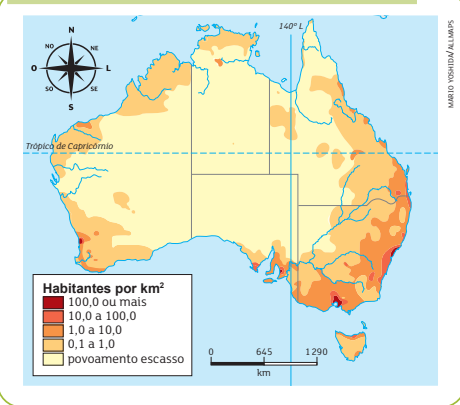 N
NO
NE
O
L
SO
SE
S
140° L
MARIO YOSHIDA/ALLMAPS
Trópico de Capricórnio
Habitantes por km²
100,0 ou mais
10,0 a 100,0
1,0 a 10,0
0,1 a 1,0
povoamento escasso
0 645 1290
km